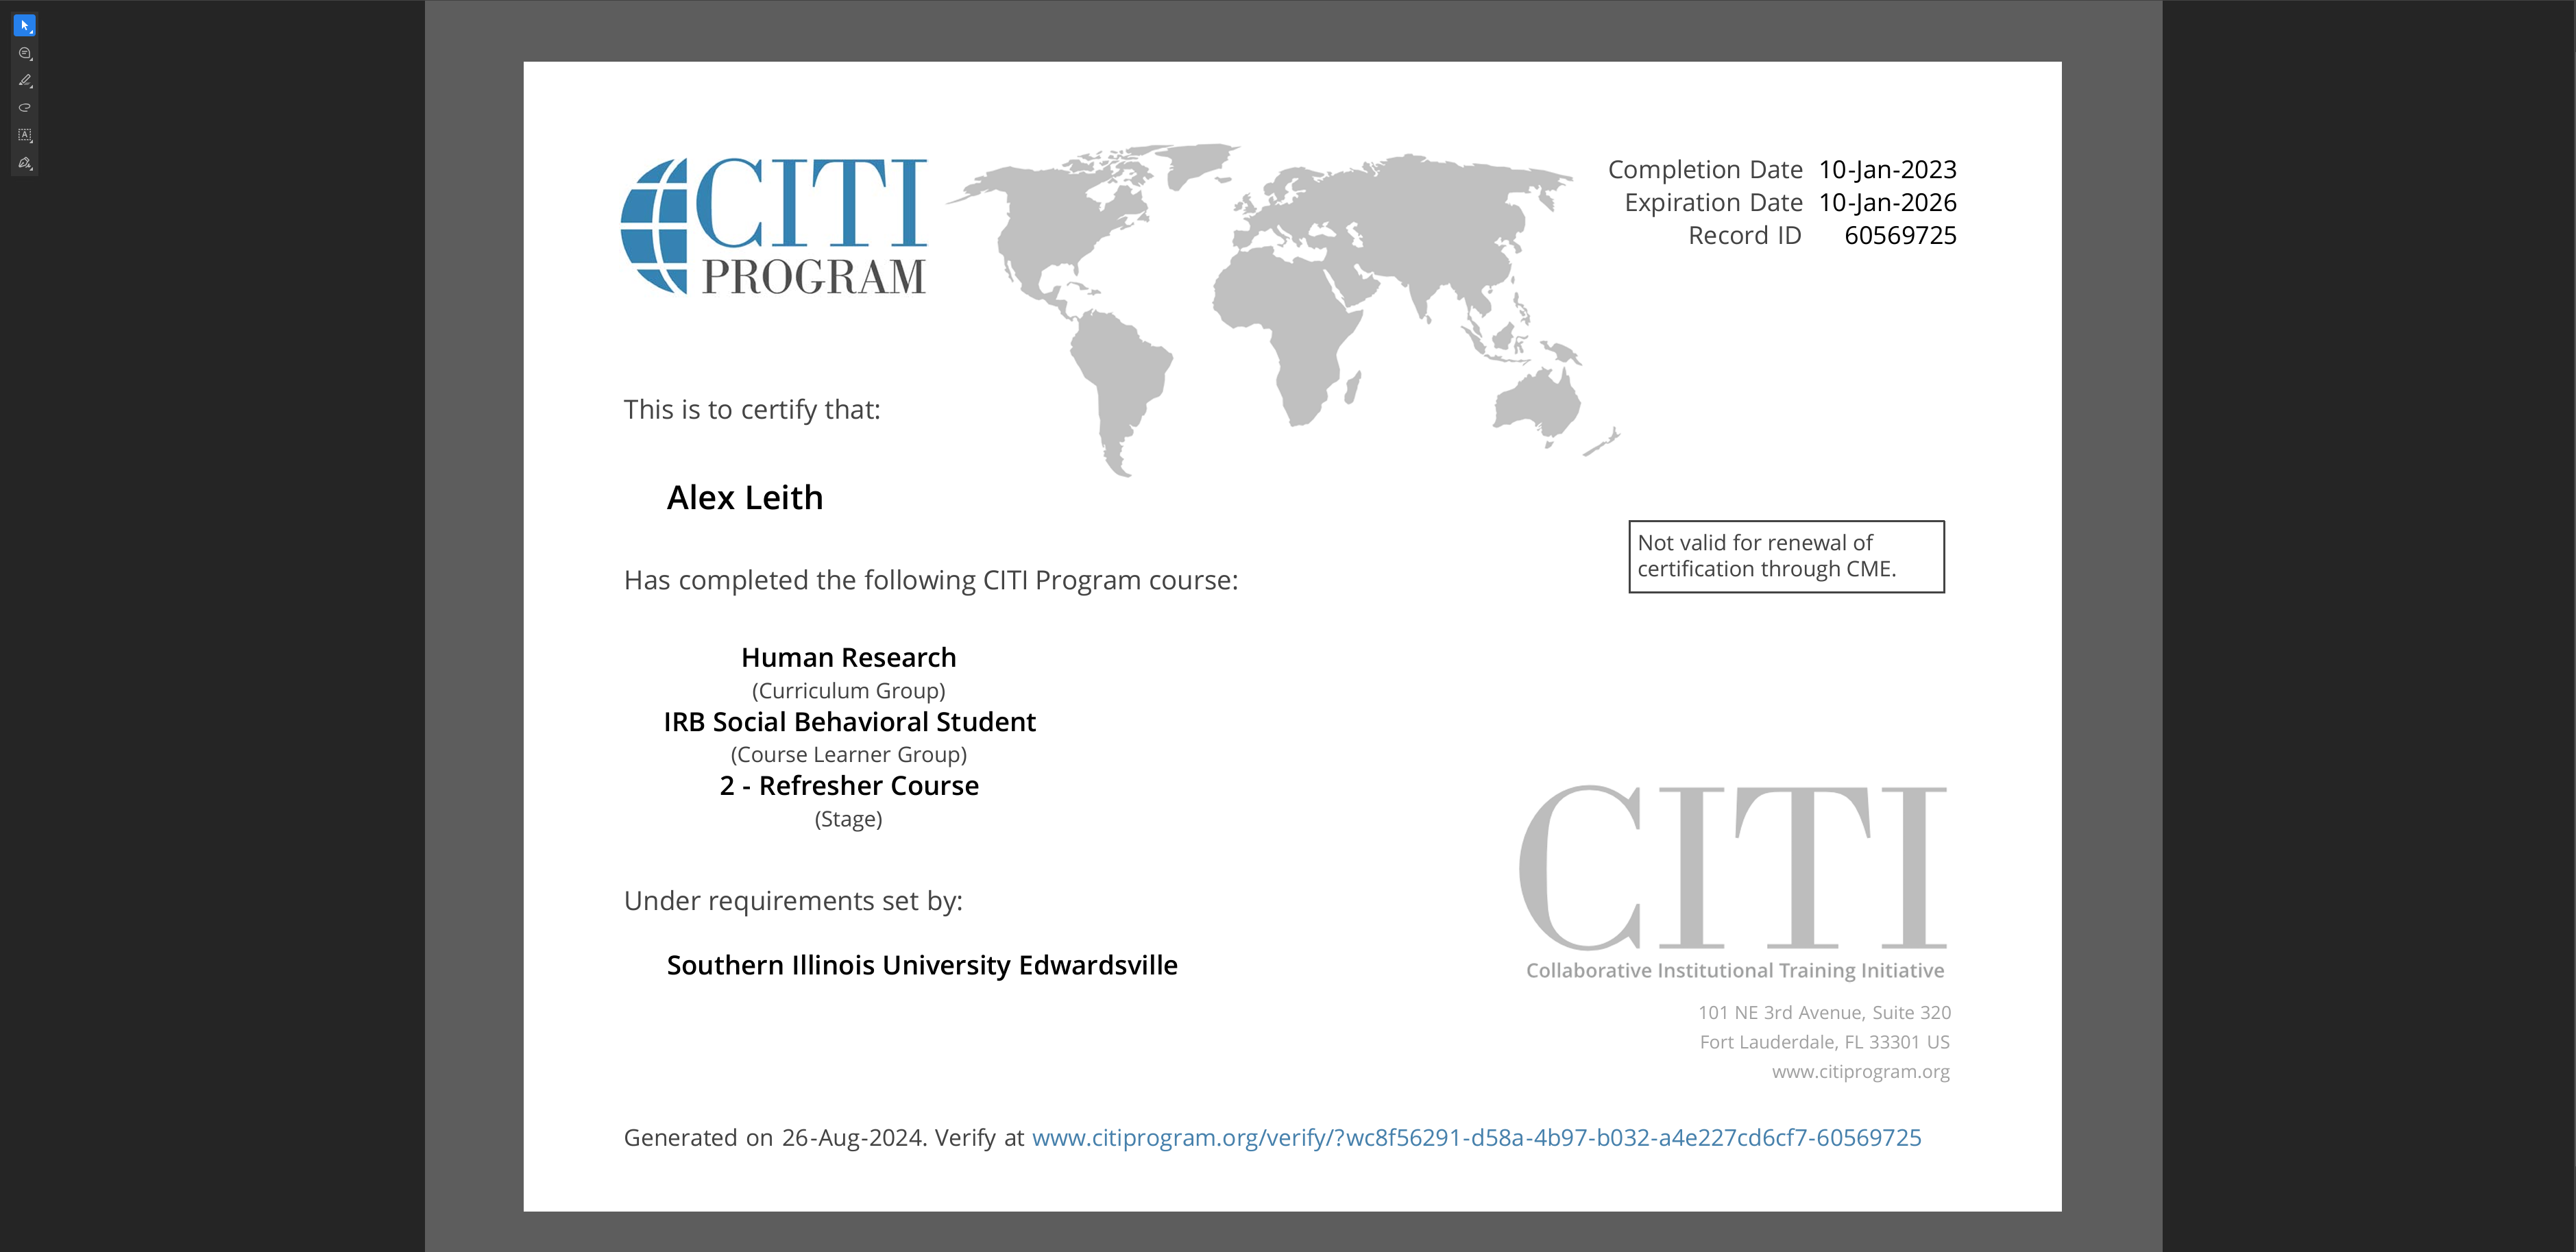 CITI
PROGRAM
Completion Date 10-Jan-2023
Expiration Date 10-Jan-2026
Record ID 60569725
This is to certify that:
Alex Leith
Not valid for renewal of
certification through CME.
Has completed the following CITI Program course:
Human Research
(Curriculum Group)
IRB Social Behavioral Student
(Course Learner Group)
2 - Refresher Course
(Stage)
Under requirements set by:
Southern Illinois University Edwardsville
CITI
Collaborative Institutional Training Initiative
101 NE 3rd Avenue, Suite 320
Fort Lauderdale, FL 33301 US
www.citiprogram.org
Generated on 26-Aug-2024. Verify at www.citiprogram.org/verify/?wc8f56291-d58a-4b97-b032-a4e227cd6cf7-60569725